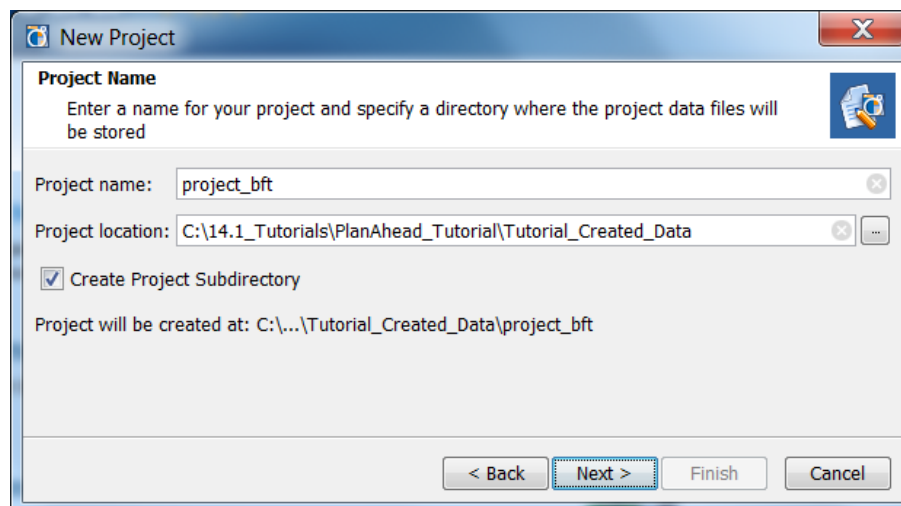 New Project
Project Name
Enter a name for your project and specify a directory where the project data files will
be stored
Project name: project_bft
Project location: C:\14.1_Tutorials\PlanAhead_Tutorial\Tutorial_Created_Data ...
Create Project Subdirectory
Project will be created at: C:\...\Tutorial_Created_Data\project_bft
< Back Next > Finish Cancel